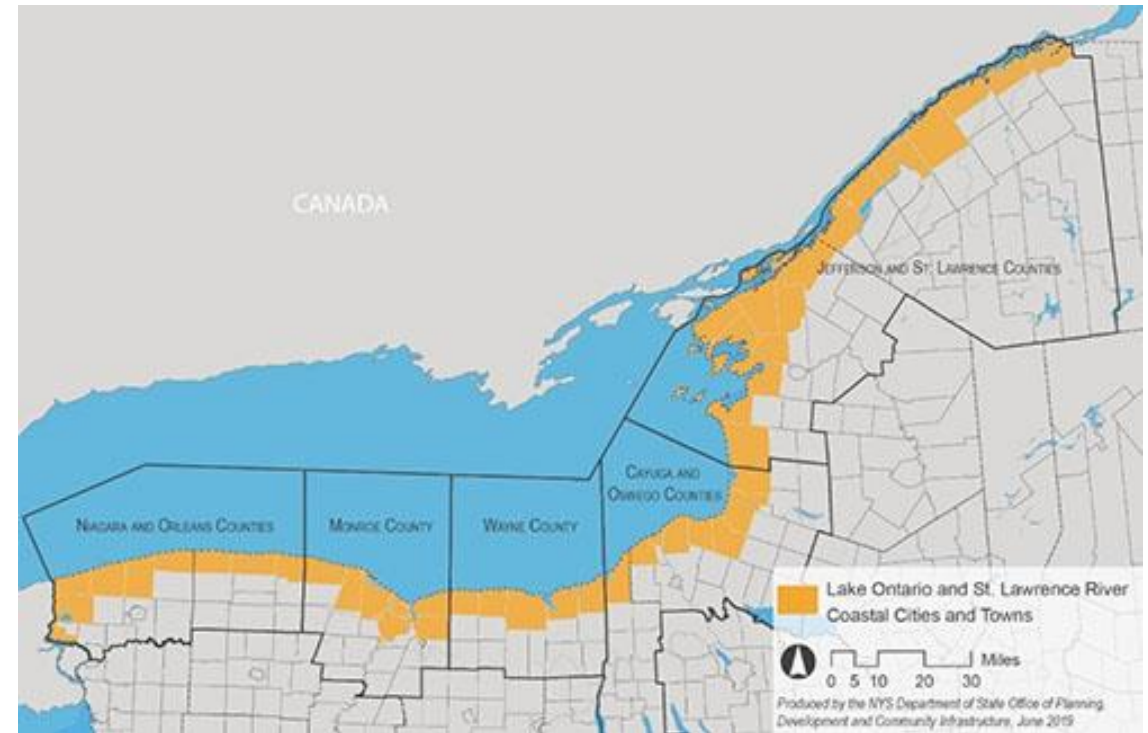 CANADA
JEFFERSON AND ST. LAWRENCE COUNTIES
CAYUGA AND
OSWEGO COUNTIES
NIAGARA AND ORLEANS COUNTIES
MONROE COUNTY
WAYNE COUNTY
Lake Ontario and St. Lawrence River
Coastal Cities and Towns
Miles
0 5 10 20 30
Produced by the NYS Department of State Office of Planning,
Development and Community Infrastructure, June 2019